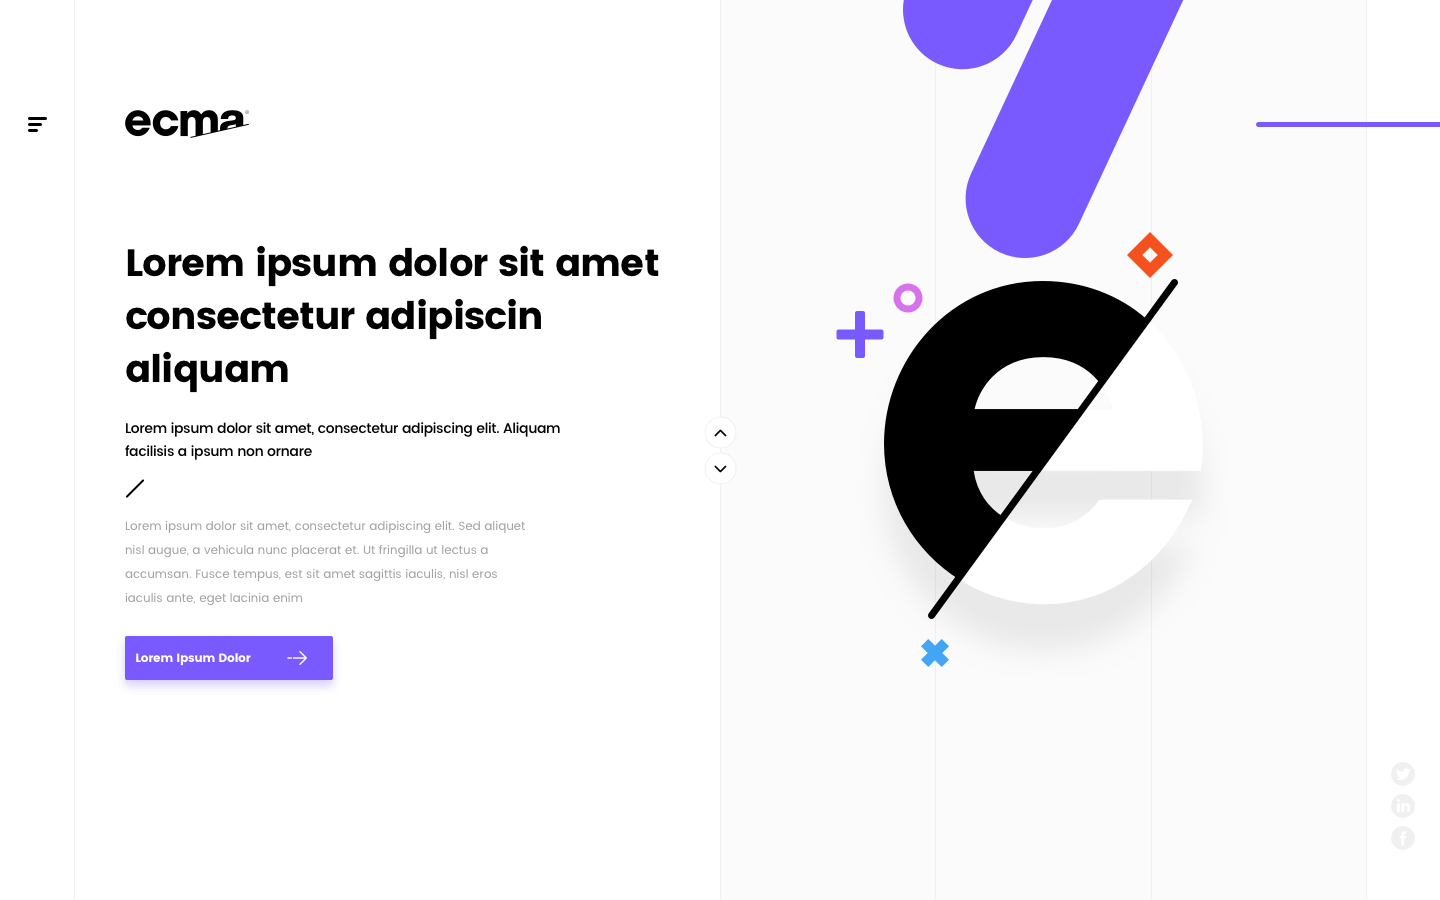 ecma
Lorem ipsum dolor sit amet
consectetur adipiscin
aliquam
Lorem ipsum dolor sit amet, consectetur adipiscing elit. Aliquam
facilisis a ipsum non ornare
Lorem ipsum dolor sit amet, consectetur adipiscing elit. Sed aliquet
nisl augue, a vehicula nunc placerat et. Ut fringilla ut lectus a
accumsan. Fusce tempus, est sit amet sagittis iaculis, nisl eros
iaculis ante, eget lacinia enim
Lorem Ipsum Dolor
e
in
f